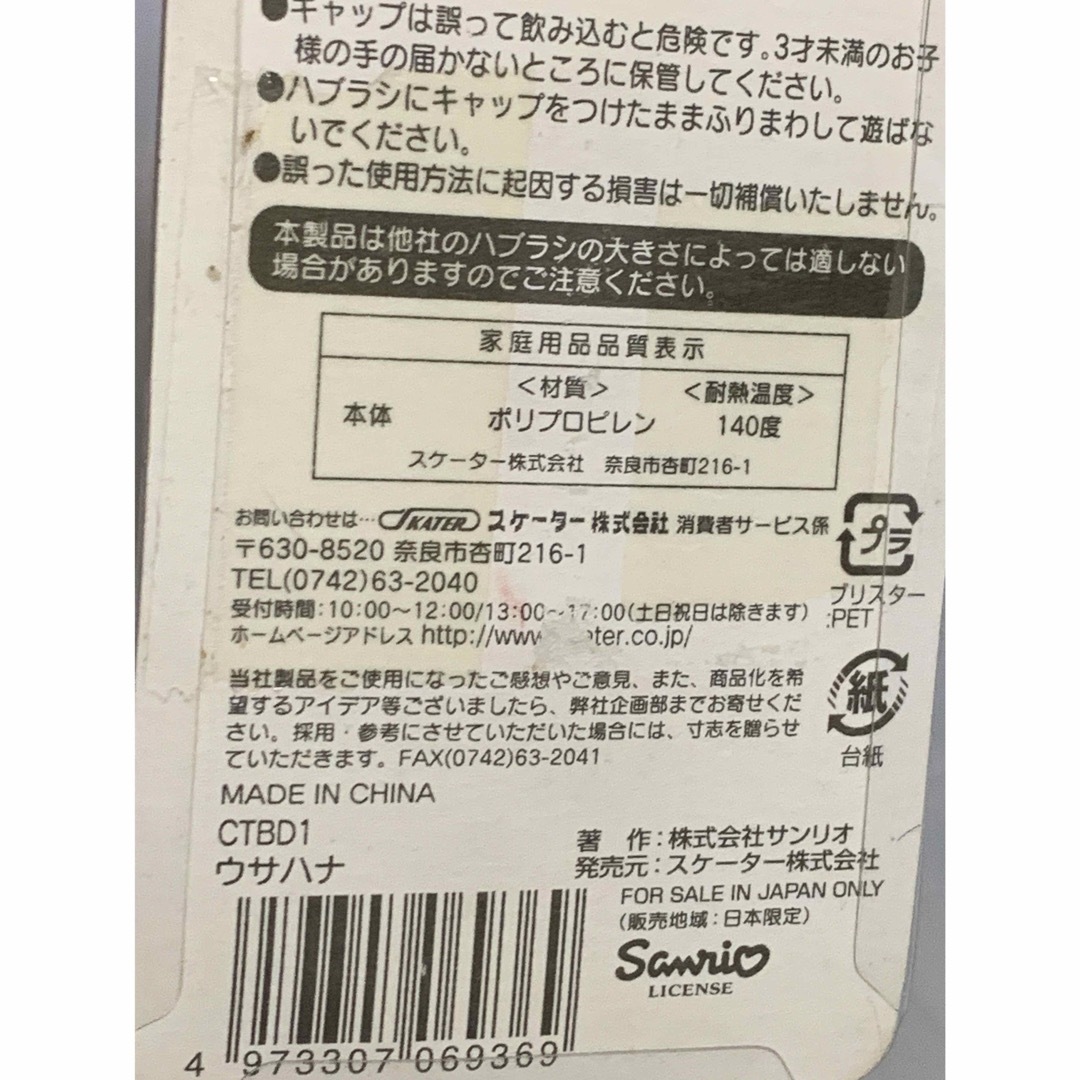 ●キャップは誤って飲み込むと危険です。3才未満のお子
様の手の届かないところに保管してください。
●ハブラシにキャップをつけたままふりまわして遊ばな
いでください。
●誤った使用方法に起因する損害は一切補償いたしません。
本製品は他社のハブラシの大きさによっては適しない
場合がありますのでご注意ください。
家庭用品品質表示
＜材質＞ ＜耐熱温度＞
本体 ポリプロピレン 140度
スケーター株式会社 奈良市杏町216-1
お問い合わせは… SKATER スケーター株式会社 消費者サービス係
〒630-8520 奈良市杏町216-1
TEL(0742)63-2040
受付時間:10:00〜12:00/13:00〜17:00(土日祝日は除きます)
ホームページアドレス http://www ter.co.jp/
当社製品をご使用になったご感想やご意見、また、商品化を希
望するアイデア等ございましたら、弊社企画部までお寄せくだ
さい。採用・参考にさせていただいた場合には、寸志を贈らせ
ていただきます。FAX(0742)63-2041
プラ
ブリスター
:PET
紙
台紙
MADE IN CHINA
CTBD1
ウサハナ
著 作:株式会社サンリオ
発売元:スケーター株式会社
FOR SALE IN JAPAN ONLY
(販売地域:日本限定)
Sanrio
LICENSE
4 973307 069369